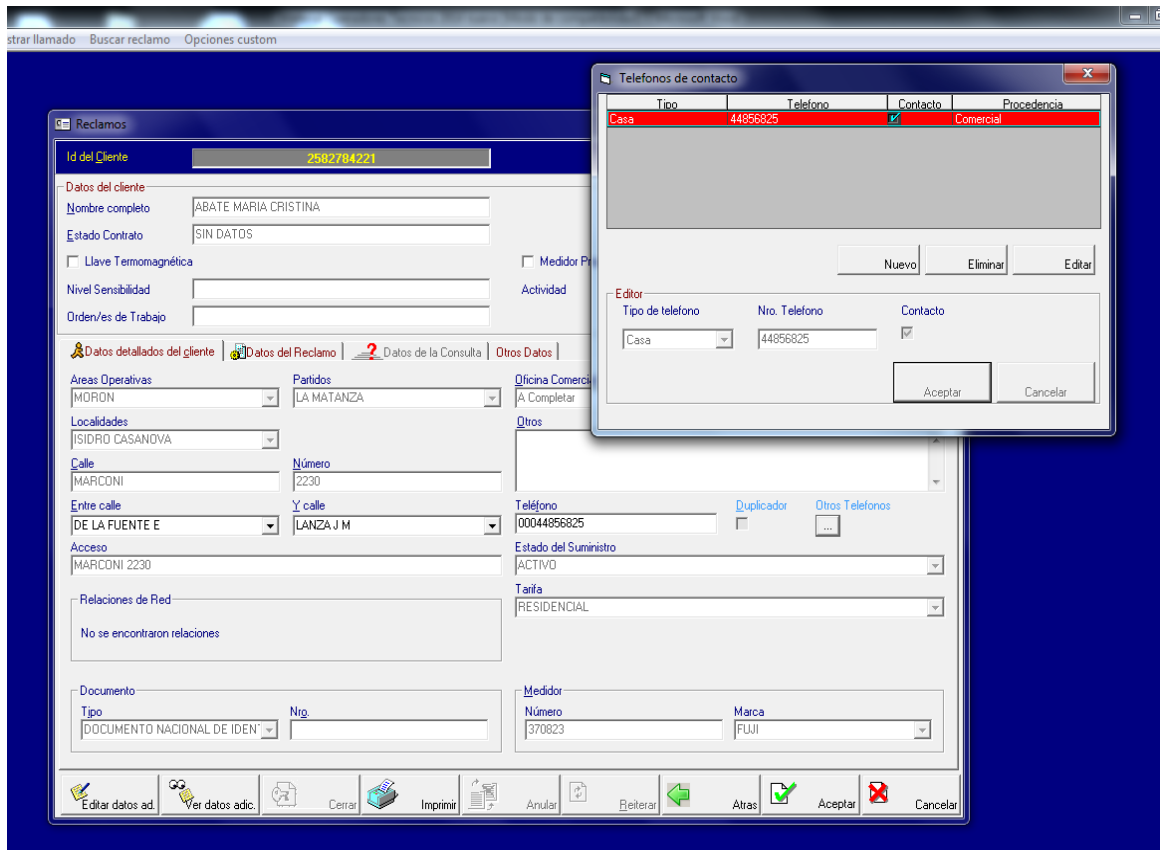 strar llamado Buscar reclamo Opciones custom
Telefonos de contacto
Tipo Telefono Contacto Procedencia
Casa 44856825 Comercial
Nuevo Eliminar Editar
Editor
Tipo de telefono Nro. Telefono Contacto
Casa 44856825
Aceptar Cancelar
Reclamos
Id del Cliente 2582784221
Datos del cliente
Nombre completo ABATE MARIA CRISTINA
Estado Contrato SIN DATOS
Llave Termomagnética Medidor Pr
Nivel Sensibilidad Actividad
Orden/es de Trabajo
Datos detallados del cliente Datos del Reclamo Datos de la Consulta Otros Datos
Areas Operativas Partidos Oficina Comerci
MORON LA MATANZA A Completar
Localidades Otros
ISIDRO CASANOVA
Calle Número
MARCONI 2230
Entre calle Y calle Teléfono Duplicador Otros Telefonos
DE LA FUENTE E LANZA J M 00044856825 ...
Acceso Estado del Suministro
MARCONI 2230 ACTIVO
Tarifa
Relaciones de Red RESIDENCIAL
No se encontraron relaciones
Documento Medidor
Tipo Nro. Número Marca
DOCUMENTO NACIONAL DE IDEN 370823 FUJI
Editar datos ad. Ver datos adic. Cerrar Imprimir Anular Reiterar Atras Aceptar Cancelar